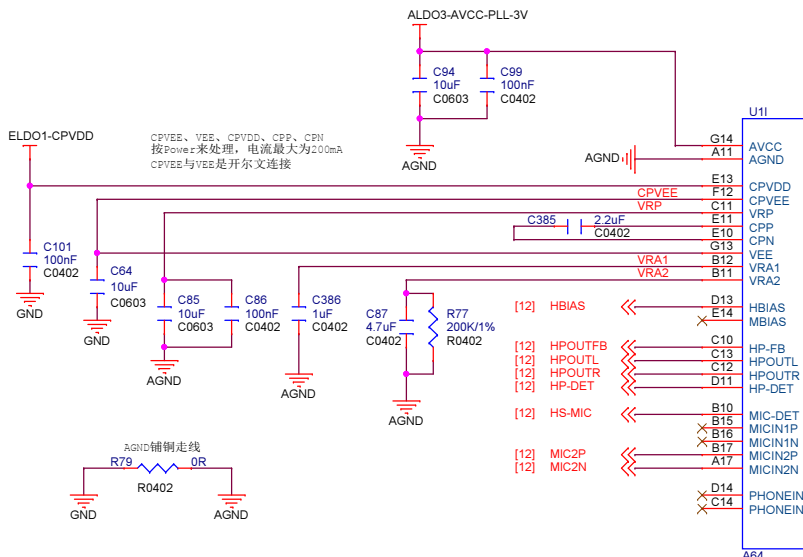 ALDO3-AVCC-PLL-3V
C94
10uF
C0603
C99
100nF
C0402
AGND
U1I
ELDO1-CPVDD
CPVEE、VEE、CPVDD、CPP、CPN
按Power来处理，电流最大为200mA
CPVEE与VEE是开尔文连接
AGND
G14 AVCC
A11 AGND
E13 CPVDD
CPVEE F12 CPVEE
VRP C11 VRP
C385 2.2uF
C0402
E11 CPP
E10 CPN
G13 VEE
VRA1 B12 VRA1
VRA2 B11 VRA2
C101
100nF
C0402
GND
C64
10uF
C0603
GND
C85
10uF
C0603
AGND
C86
100nF
C0402
C386
1uF
C0402
AGND
C87
4.7uF
C0402
R77
200K/1%
R0402
AGND
[12] HBIAS D13 HBIAS
E14 MBIAS
[12] HPOUTFB C10 HP-FB
[12] HPOUTL C13 HPOUTL
[12] HPOUTR C12 HPOUTR
[12] HP-DET D11 HP-DET
[12] HS-MIC B10 MIC-DET
B15 MICIN1P
B16 MICIN1N
[12] MIC2P B17 MICIN2P
[12] MIC2N A17 MICIN2N
D14 PHONEIN
C14 PHONEIN
AGND铺铜走线
R79 0R
R0402
GND
AGND
A64